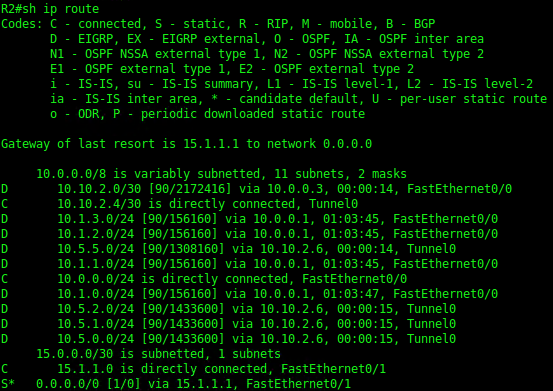 R2#sh ip route
Codes: C - connected, S - static, R - RIP, M - mobile, B - BGP
       D - EIGRP, EX - EIGRP external, O - OSPF, IA - OSPF inter area
       N1 - OSPF NSSA external type 1, N2 - OSPF NSSA external type 2
       E1 - OSPF external type 1, E2 - OSPF external type 2
       i - IS-IS, su - IS-IS summary, L1 - IS-IS level-1, L2 - IS-IS level-2
       ia - IS-IS inter area, * - candidate default, U - per-user static route
       o - ODR, P - periodic downloaded static route

Gateway of last resort is 15.1.1.1 to network 0.0.0.0

     10.0.0.0/8 is variably subnetted, 11 subnets, 2 masks
D       10.10.2.0/30 [90/2172416] via 10.0.0.3, 00:00:14, FastEthernet0/0
C       10.10.2.4/30 is directly connected, Tunnel0
D       10.1.3.0/24 [90/156160] via 10.0.0.1, 01:03:45, FastEthernet0/0
D       10.1.2.0/24 [90/156160] via 10.0.0.1, 01:03:45, FastEthernet0/0
D       10.5.5.0/24 [90/1308160] via 10.10.2.6, 00:00:14, Tunnel0
D       10.1.1.0/24 [90/156160] via 10.0.0.1, 01:03:45, FastEthernet0/0
C       10.0.0.0/24 is directly connected, FastEthernet0/0
D       10.1.0.0/24 [90/156160] via 10.0.0.1, 01:03:47, FastEthernet0/0
D       10.5.2.0/24 [90/1433600] via 10.10.2.6, 00:00:15, Tunnel0
D       10.5.1.0/24 [90/1433600] via 10.10.2.6, 00:00:15, Tunnel0
D       10.5.0.0/24 [90/1433600] via 10.10.2.6, 00:00:15, Tunnel0
     15.0.0.0/30 is subnetted, 1 subnets
C       15.1.1.0 is directly connected, FastEthernet0/1
S*   0.0.0.0/0 [1/0] via 15.1.1.1, FastEthernet0/1